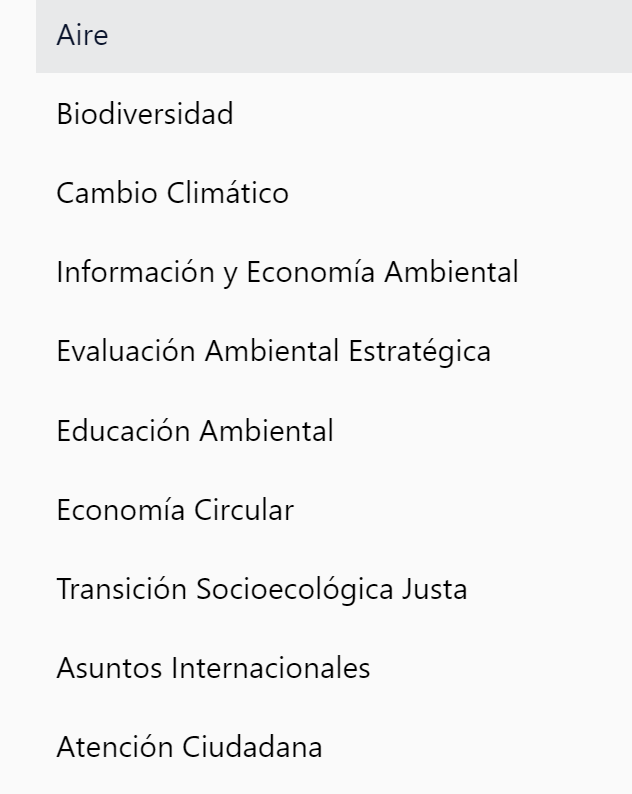 Aire
Biodiversidad
Cambio Climático
Información y Economía Ambiental
Evaluación Ambiental Estratégica
Educación Ambiental
Economía Circular
Transición Socioecológica Justa
Asuntos Internacionales
Atención Ciudadana